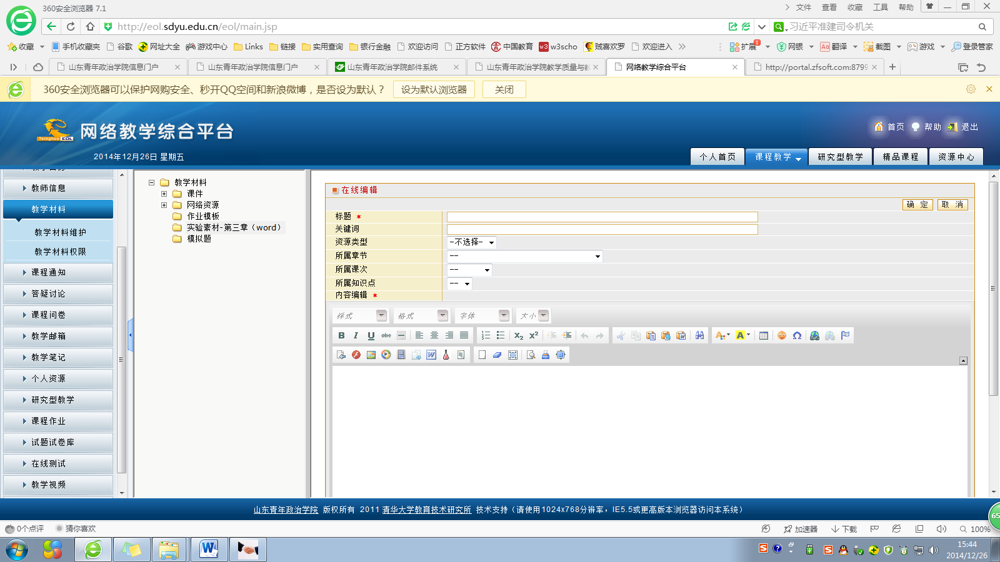 360安全浏览器 7.1
文件 查看 收藏 工具 帮助
http://eol.sdyu.edu.cn/eol/main.jsp
习近平准建司令机关
收藏 手机收藏夹 谷歌 网址大全 游戏中心 Links 链接 实用查询 银行金融 欢迎访问 正方软件 中国教育 w3scho 贼喜欢罗 欢迎进入 扩展 1 网银 翻译 截图 游戏 登录管家
山东青年政治学院信息门户 山东青年政治学院信息门户 山东青年政治学院邮件系统 山东青年政治学院教学质量与 网络教学综合平台 http://portal.zfsoft.com:8799
360安全浏览器可以保护网购安全、秒开QQ空间和新浪微博，是否设为默认？ 设为默认浏览器 关闭
Tsinghua EOL
网络教学综合平台
首页 帮助 退出
2014年12月26日 星期五
个人首页 课程教学 研究型教学 精品课程 资源中心
教师信息
教学材料
教学材料维护
教学材料权限
课程通知
答疑讨论
课程问卷
教学邮箱
教学笔记
个人资源
研究型教学
课程作业
试题试卷库
在线测试
教学视频
教学材料
课件
网络资源
作业模板
实验素材-第三章（word）
模拟题
在线编辑
确 定 取 消
标题 *
关键词
资源类型 -不选择-
所属章节 --
所属课次 --
所属知识点 --
内容编辑 *
样式 格式 字体 大小
山东青年政治学院 版权所有 2011 清华大学教育技术研究所 技术支持（请使用1024x768分辨率，IE5.5或更高版本浏览器访问本系统）
0个点评 猜你喜欢
加速器 下载 100%
65
15:44
2014/12/26